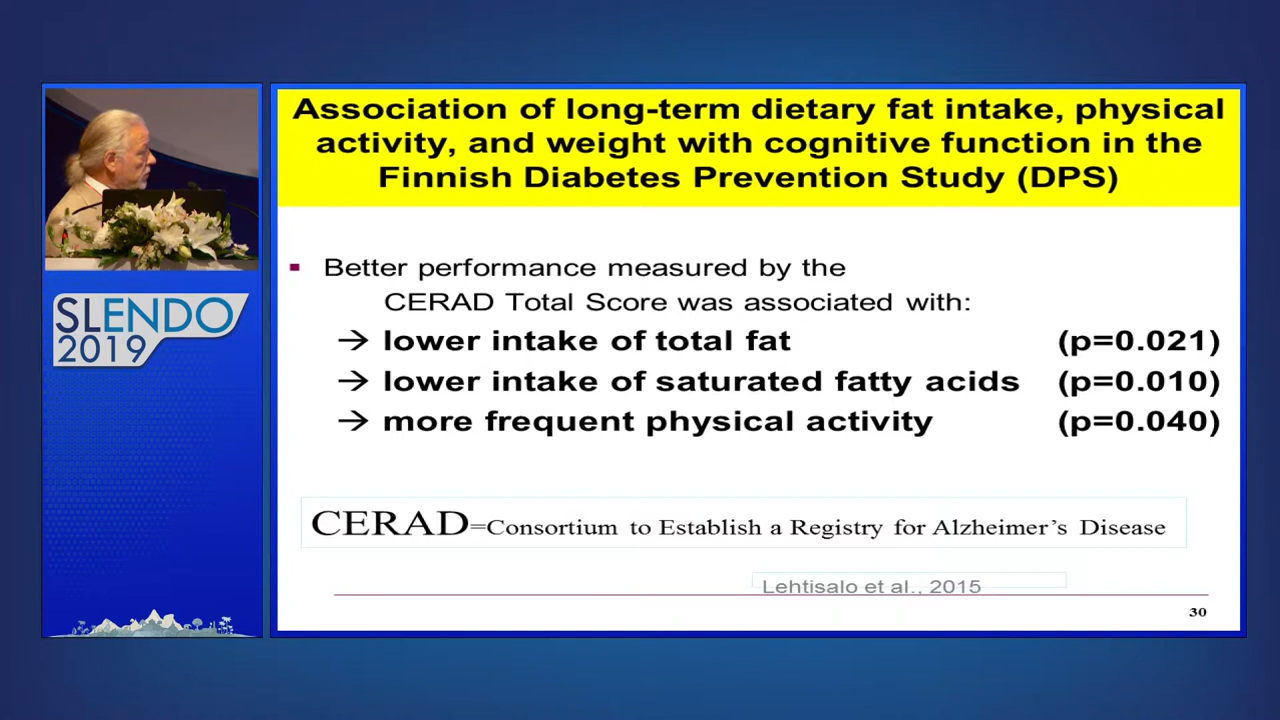 Association of long-term dietary fat intake, physical
activity, and weight with cognitive function in the
Finnish Diabetes Prevention Study (DPS)
Better performance measured by the
CERAD Total Score was associated with:
→ lower intake of total fat (p=0.021)
→ lower intake of saturated fatty acids (p=0.010)
→ more frequent physical activity (p=0.040)
CERAD=Consortium to Establish a Registry for Alzheimer’s Disease
Lehtisalo et al., 2015
30
SLENDO
2019